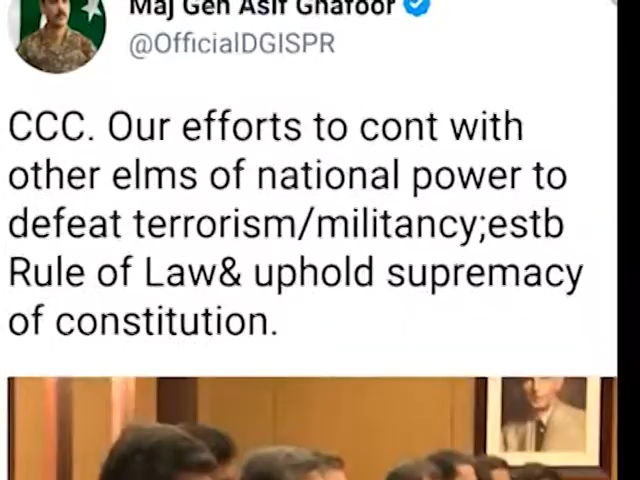 Maj Gen Asif Ghafoor
@OfficialDGISPR
CCC. Our efforts to cont with
other elms of national power to
defeat terrorism/militancy;estb
Rule of Law& uphold supremacy
of constitution.